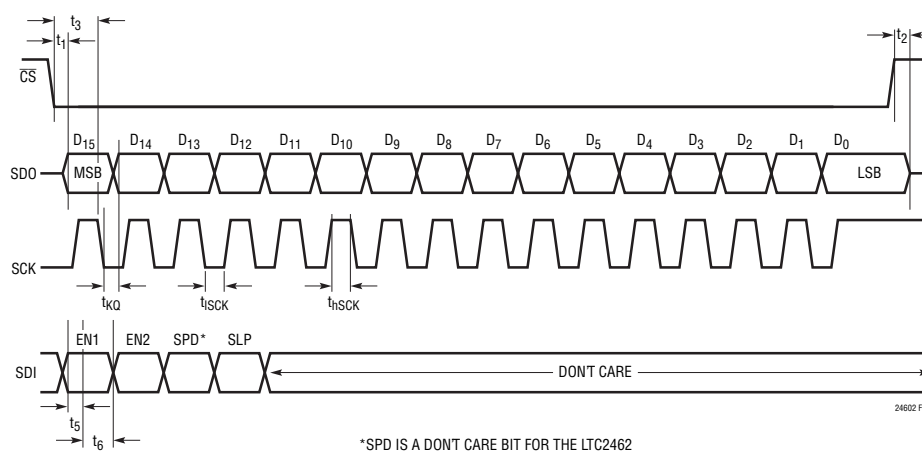 t3
t1
t2
CS
D15 D14 D13 D12 D11 D10 D9 D8 D7 D6 D5 D4 D3 D2 D1 D0
SDO MSB LSB
SCK
tKQ tlSCK thSCK
EN1 EN2 SPD* SLP
SDI DON'T CARE
24602 F
t5
t6
*SPD IS A DON'T CARE BIT FOR THE LTC2462